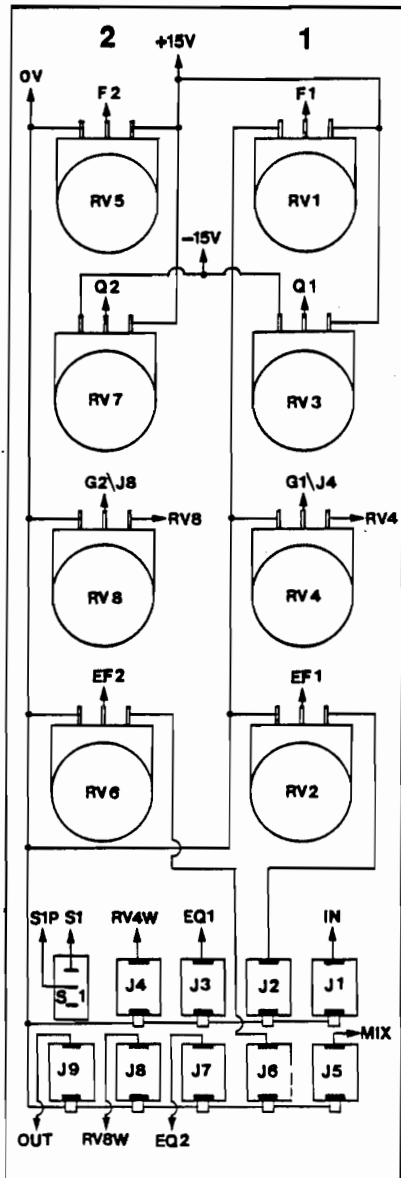 2 +15V 1
0V
F2 F1
RV5 RV1
-15V
Q2 Q1
RV7 RV3
G2\J8 G1\J4
RV8 RV4
RV8 RV4
EF2 EF1
RV6 RV2
S1P S1 RV4W EQ1 IN
S_1 J4 J3 J2 J1
MIX
J9 J8 J7 J6 J5
OUT RV8W EQ2